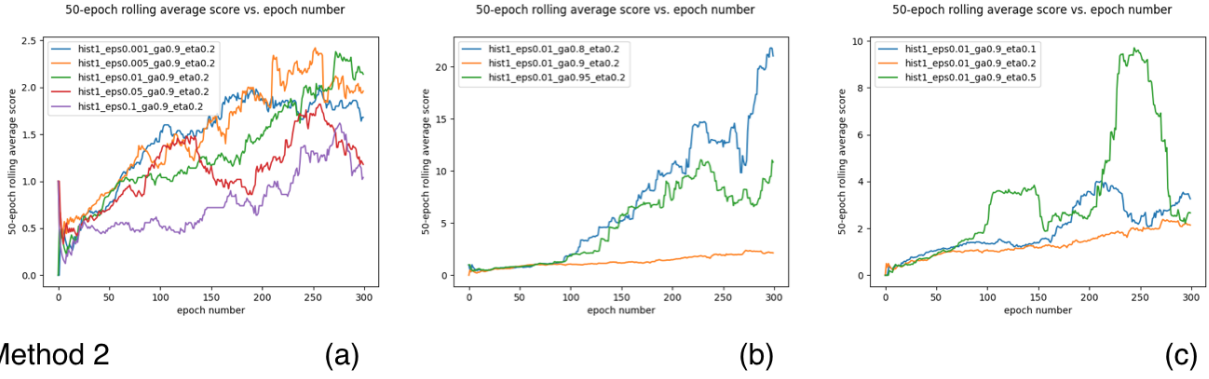 50-epoch rolling average score vs. epoch number
50-epoch rolling average score
2.5
2.0
1.5
1.0
0.5
0.0
hist1_eps0.001_ga0.9_eta0.2
hist1_eps0.005_ga0.9_eta0.2
hist1_eps0.01_ga0.9_eta0.2
hist1_eps0.05_ga0.9_eta0.2
hist1_eps0.1_ga0.9_eta0.2
0 50 100 150 200 250 300
epoch number
50-epoch rolling average score vs. epoch number
50-epoch rolling average score
20
15
10
5
0
hist1_eps0.01_ga0.8_eta0.2
hist1_eps0.01_ga0.9_eta0.2
hist1_eps0.01_ga0.95_eta0.2
0 50 100 150 200 250 300
epoch number
50-epoch rolling average score vs. epoch number
50-epoch rolling average score
10
8
6
4
2
0
hist1_eps0.01_ga0.9_eta0.1
hist1_eps0.01_ga0.9_eta0.2
hist1_eps0.01_ga0.9_eta0.5
0 50 100 150 200 250 300
epoch number
Method 2 (a) (b) (c)